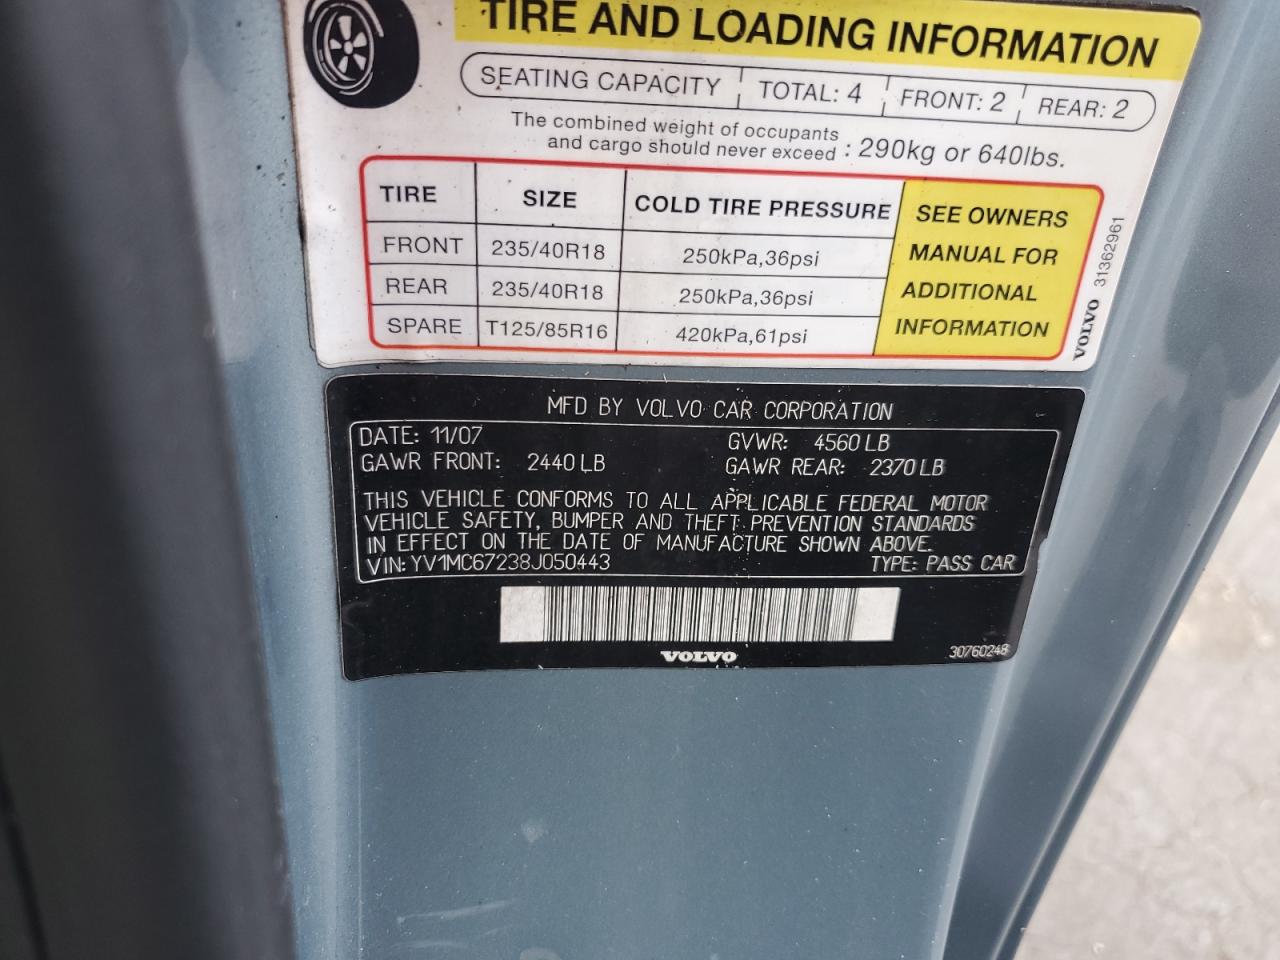 TIRE AND LOADING INFORMATION
SEATING CAPACITY TOTAL: 4 FRONT: 2 REAR: 2
The combined weight of occupants
and cargo should never exceed : 290kg or 640lbs.
TIRE SIZE COLD TIRE PRESSURE
FRONT 235/40R18 250kPa,36psi
REAR 235/40R18 250kPa,36psi
SPARE T125/85R16 420kPa,61psi
SEE OWNERS
MANUAL FOR
ADDITIONAL
INFORMATION
VOLVO 31362961
MFD BY VOLVO CAR CORPORATION
DATE: 11/07 GVWR: 4560 LB
GAWR FRONT: 2440 LB GAWR REAR: 2370 LB
THIS VEHICLE CONFORMS TO ALL APPLICABLE FEDERAL MOTOR
VEHICLE SAFETY, BUMPER AND THEFT PREVENTION STANDARDS
IN EFFECT ON THE DATE OF MANUFACTURE SHOWN ABOVE.
VIN: YV1MC67238J050443 TYPE: PASS CAR
VOLVO
30760248